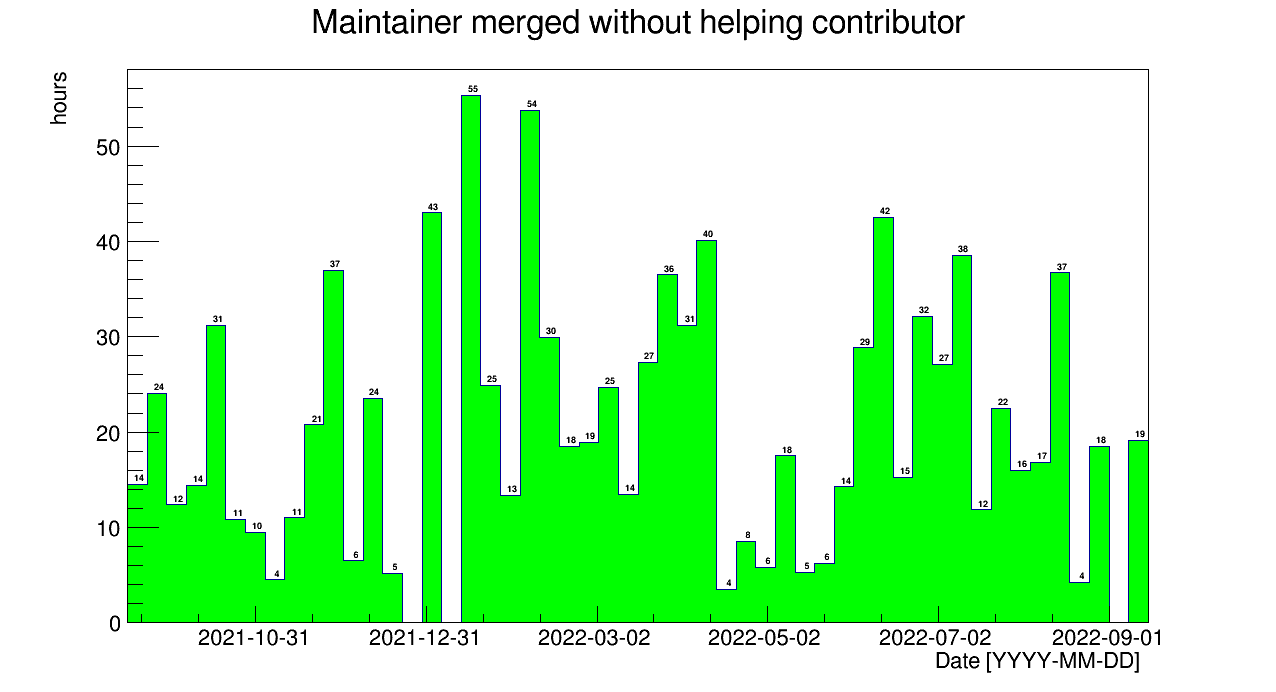 Maintainer merged without helping contributor
hours
50
40
30
20
10
0
14 24 12 14 31 11 10 4 11 21 37 6 24 5 43 55 25 13 54 30 18 19 25 14 27 36 31 40 4 8 6 18 5 6 14 29 42 15 32 27 38 12 22 16 17 37 4 18 19
2021-10-31 2021-12-31 2022-03-02 2022-05-02 2022-07-02 2022-09-01
Date [YYYY-MM-DD]